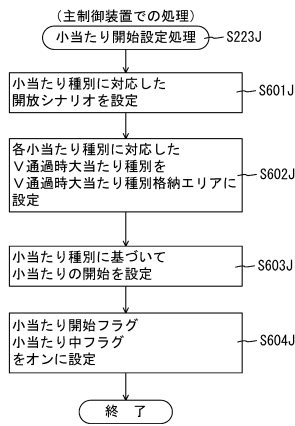 （主制御装置での処理）
小当たり開始設定処理
S223J
小当たり種別に対応した
開放シナリオを設定
S601J
各小当たり種別に対応した
V通過時大当たり種別を
V通過時大当たり種別格納エリアに
設定
S602J
小当たり種別に基づいて
小当たりの開始を設定
S603J
小当たり開始フラグ
小当たり中フラグ
をオンに設定
S604J
終 了